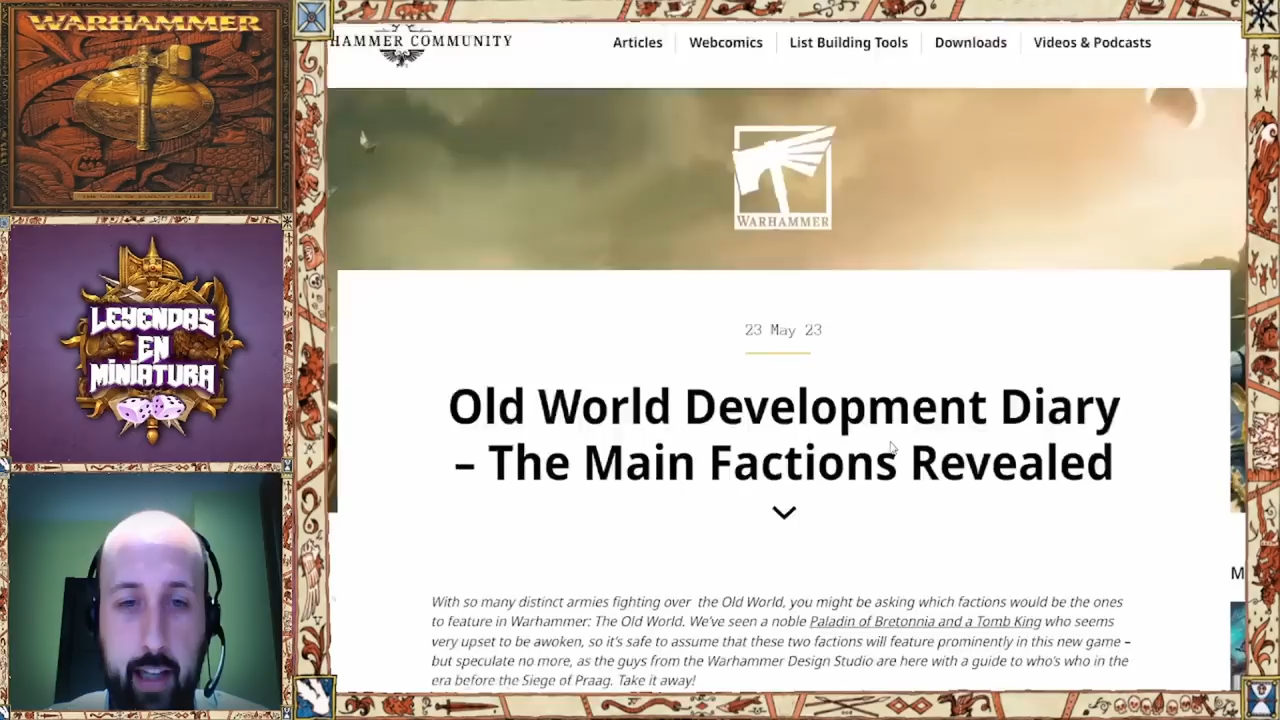 WARHAMMER
THE GAME OF FANTASY BATTLES
LEYENDAS
EN
MINIATURA
HAMMER COMMUNITY
Articles
Webcomics
List Building Tools
Downloads
Videos & Podcasts
WARHAMMER
23 May 23
Old World Development Diary
– The Main Factions Revealed
With so many distinct armies fighting over the Old World, you might be asking which factions would be the ones
to feature in Warhammer: The Old World. We've seen a noble Paladin of Bretonnia and a Tomb King who seems
very upset to be awoken, so it's safe to assume that these two factions will feature prominently in this new game –
but speculate no more, as the guys from the Warhammer Design Studio are here with a guide to who's who in the
era before the Siege of Praag. Take it away!
M